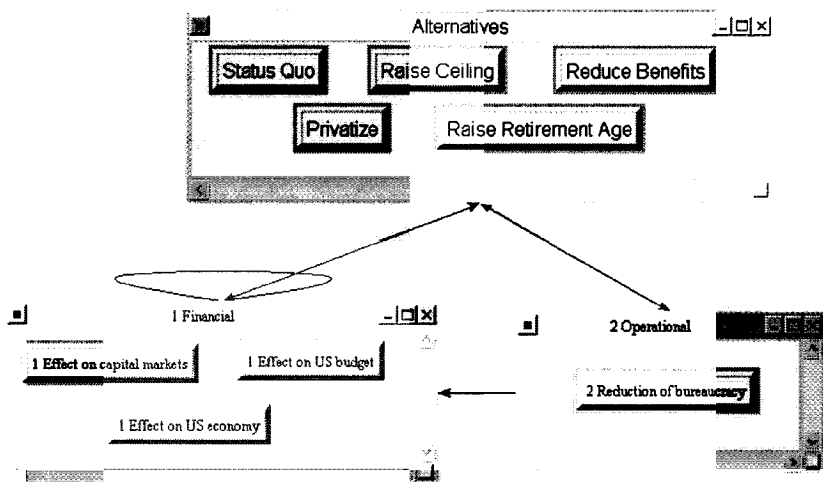 Alternatives
Status Quo
Raise Ceiling
Reduce Benefits
Privatize
Raise Retirement Age
1 Financial
2 Operational
1 Effect on capital markets
1 Effect on US budget
2 Reduction of bureaucracy
1 Effect on US economy